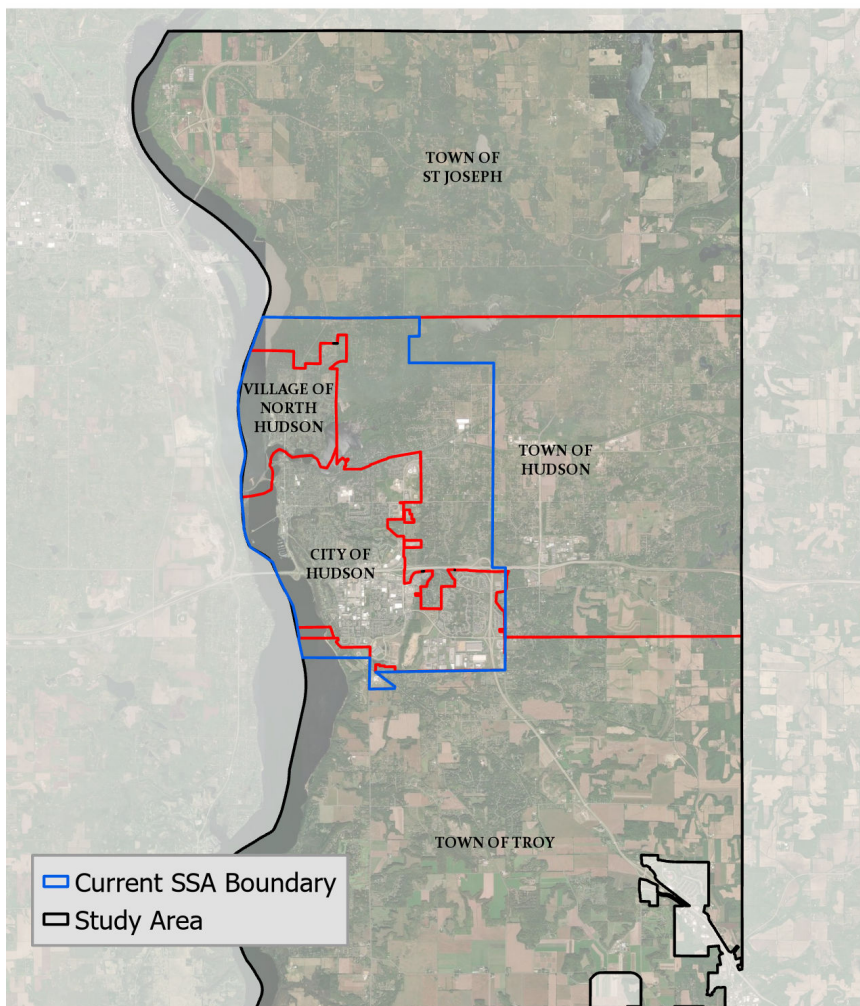 TOWN OF
ST JOSEPH
VILLAGE OF
NORTH
HUDSON
TOWN OF
HUDSON
CITY OF
HUDSON
TOWN OF TROY
Current SSA Boundary
Study Area